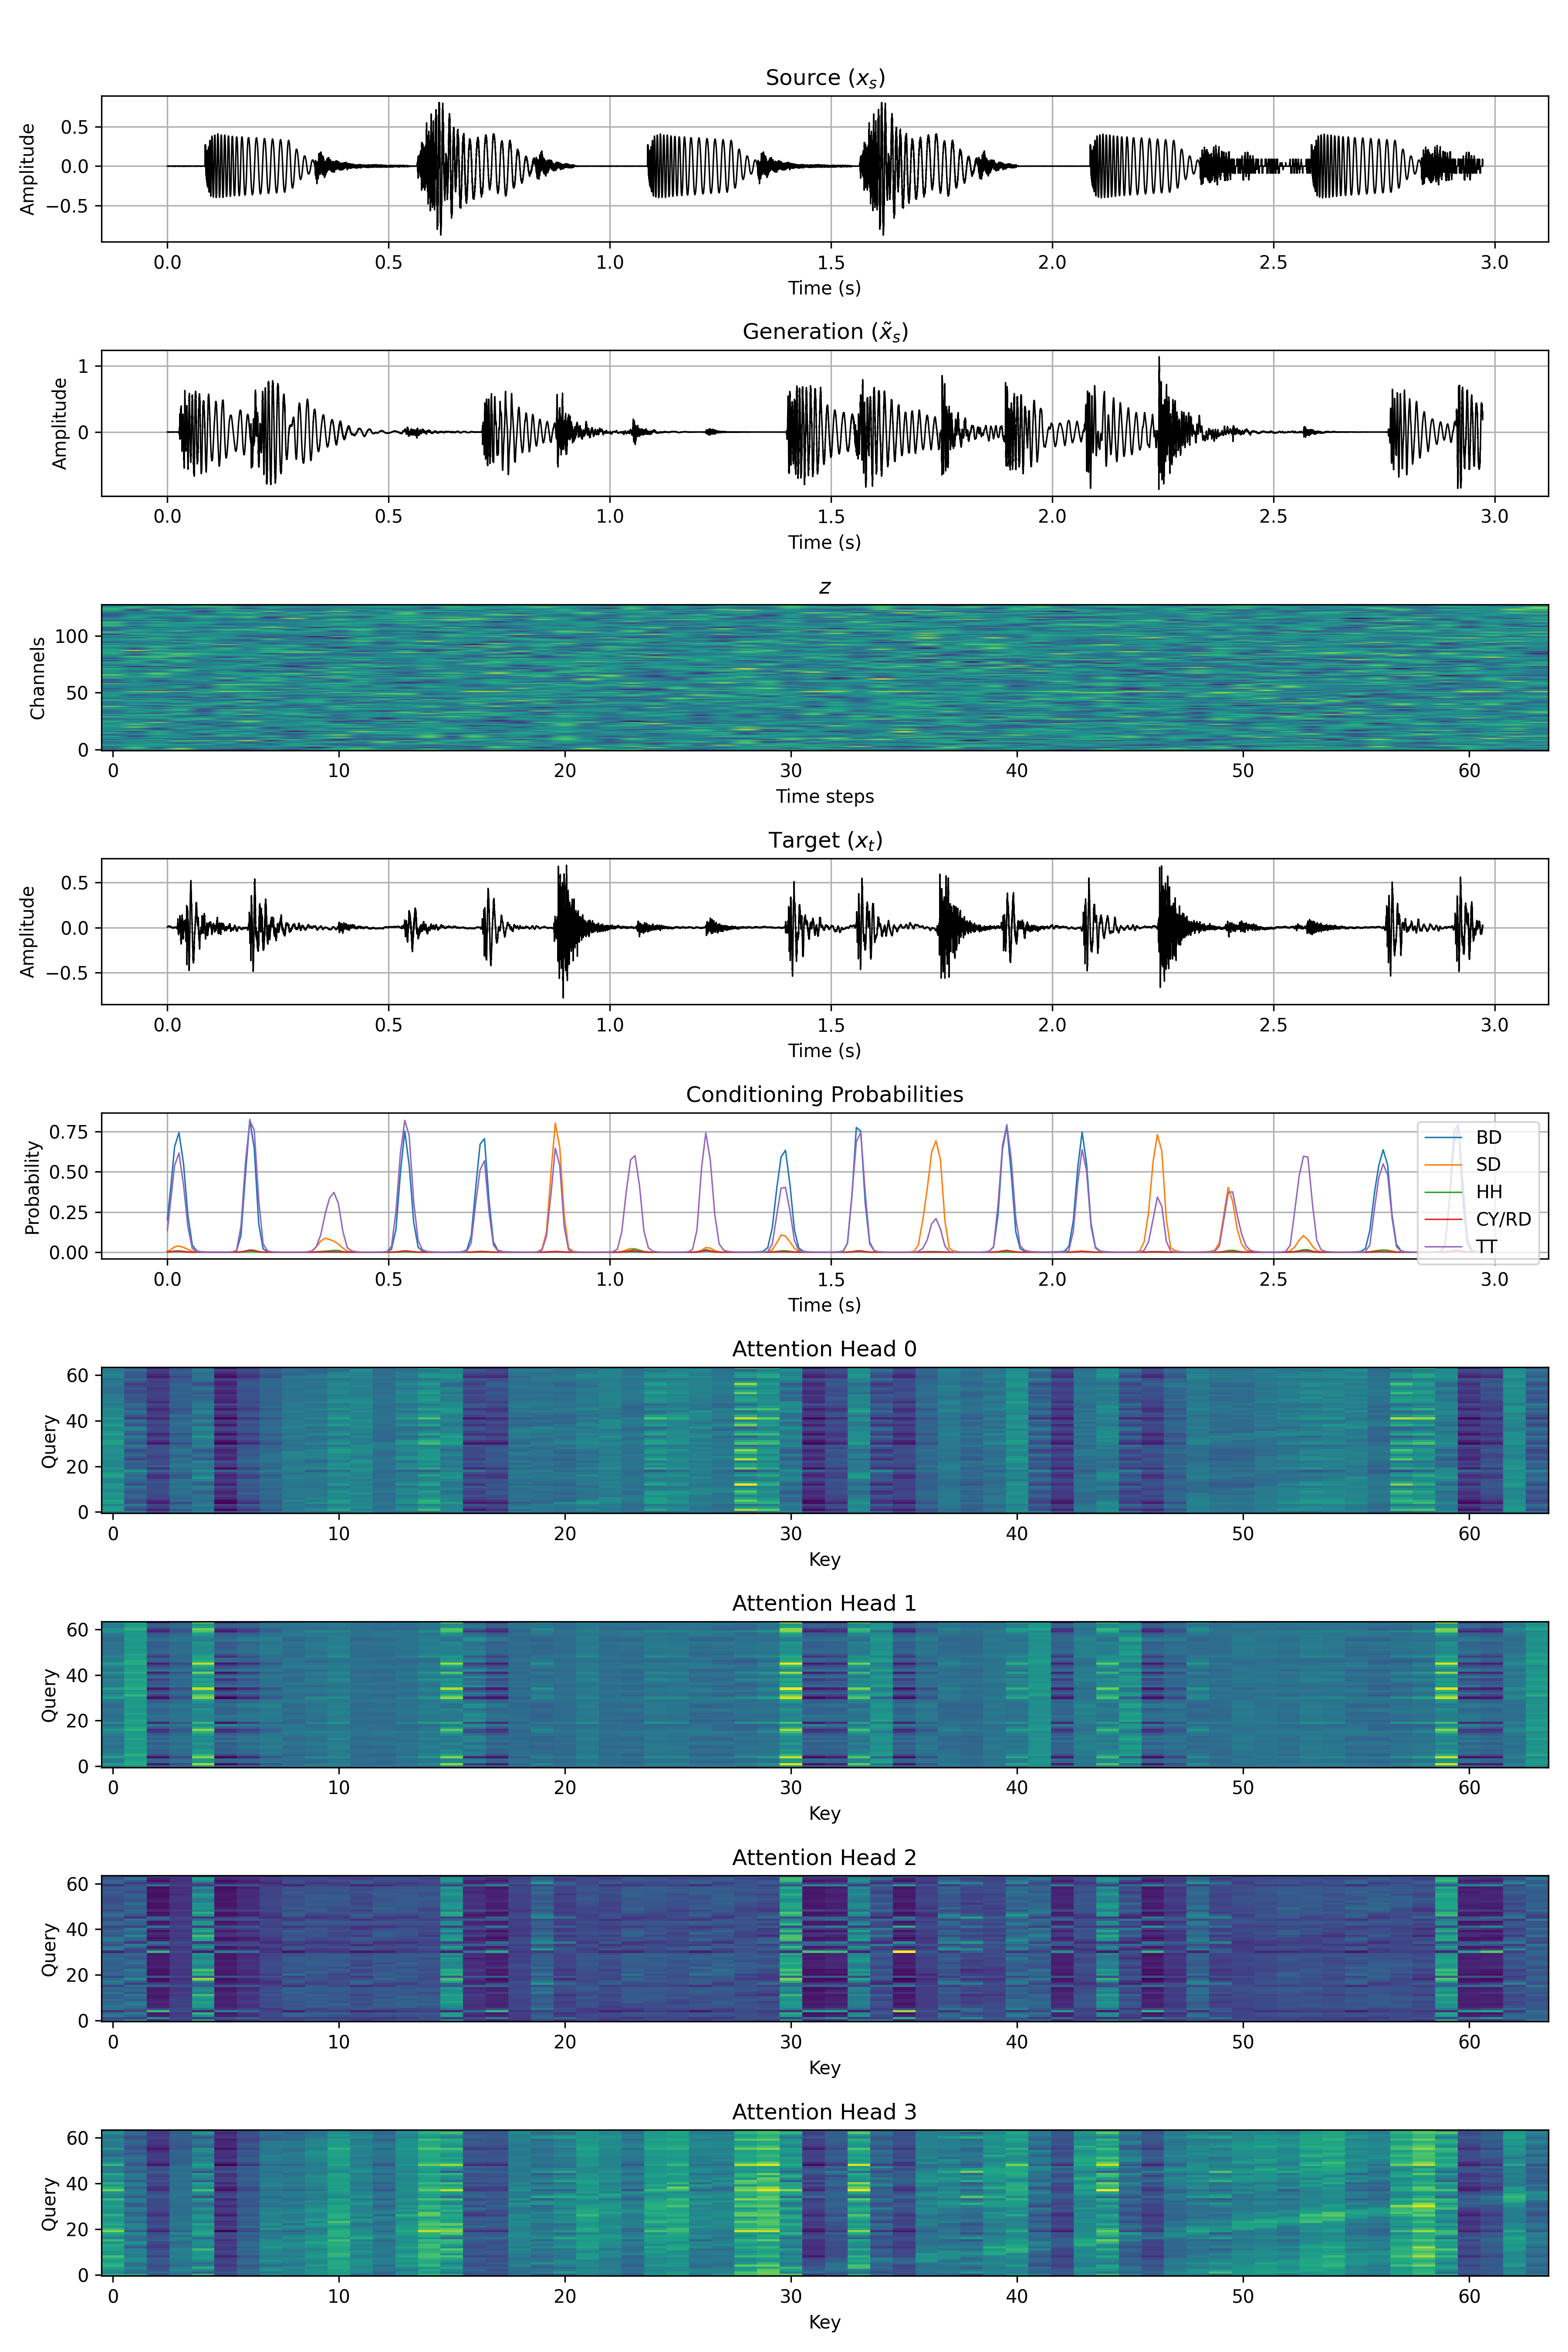 Source (xₛ)
Amplitude
0.5
0.0
−0.5
0.0 0.5 1.0 1.5 2.0 2.5 3.0
Time (s)
Generation (x̃ₛ)
Amplitude
1
0
0.0 0.5 1.0 1.5 2.0 2.5 3.0
Time (s)
z
Channels
100
50
0
0 10 20 30 40 50 60
Time steps
Target (xₜ)
Amplitude
0.5
0.0
−0.5
0.0 0.5 1.0 1.5 2.0 2.5 3.0
Time (s)
Conditioning Probabilities
Probability
0.75
0.50
0.25
0.00
BD
SD
HH
CY/RD
TT
0.0 0.5 1.0 1.5 2.0 2.5 3.0
Time (s)
Attention Head 0
Query
60
40
20
0
0 10 20 30 40 50 60
Key
Attention Head 1
Query
60
40
20
0
0 10 20 30 40 50 60
Key
Attention Head 2
Query
60
40
20
0
0 10 20 30 40 50 60
Key
Attention Head 3
Query
60
40
20
0
0 10 20 30 40 50 60
Key